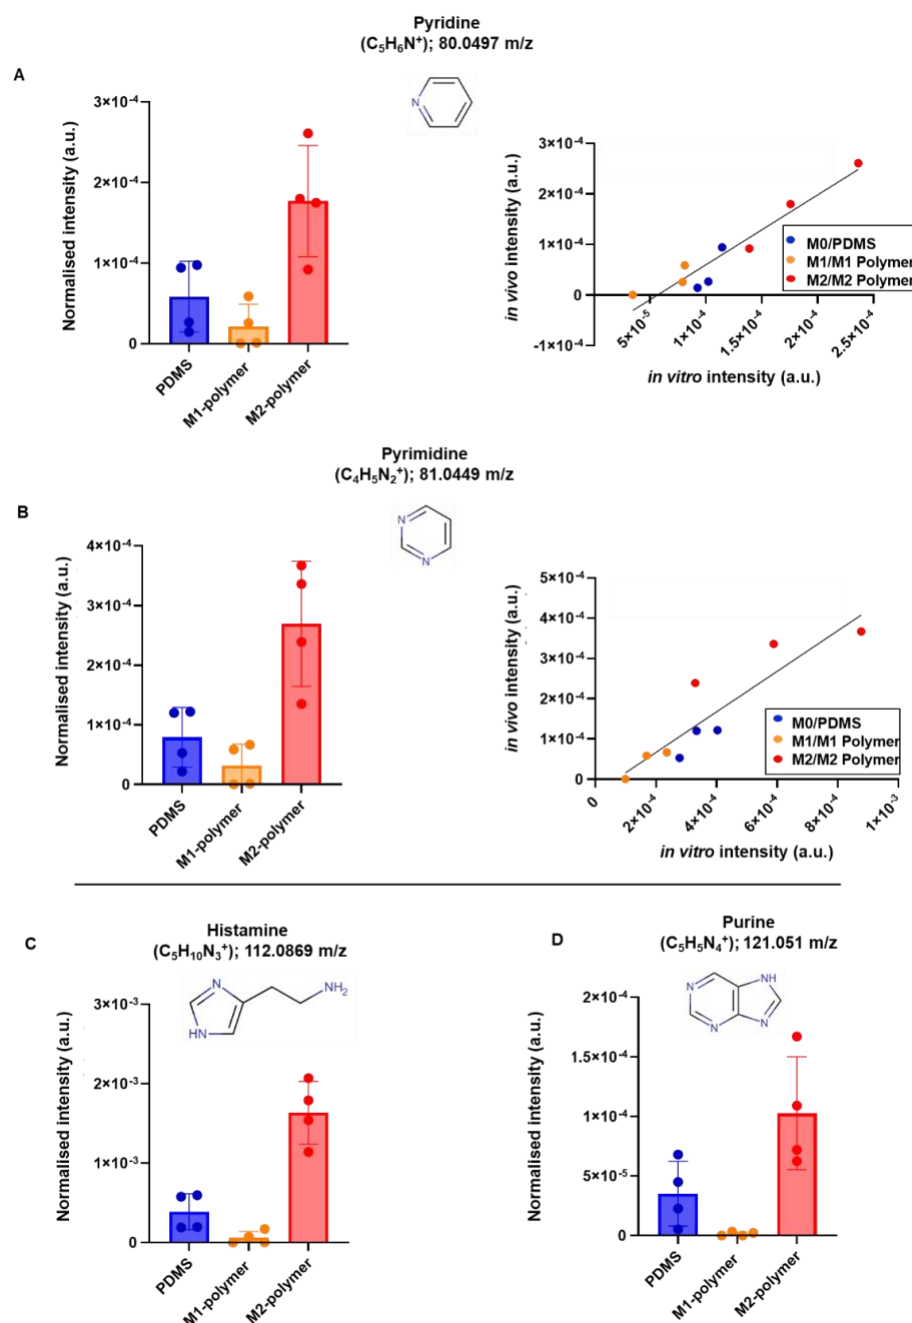 Pyridine
(C₅H₆N⁺); 80.0497 m/z
A
N
Normalised intensity (a.u.)
3×10⁻⁴
2×10⁻⁴
1×10⁻⁴
0
PDMS
M1-polymer
M2-polymer
in vivo intensity (a.u.)
3×10⁻⁴
2×10⁻⁴
1×10⁻⁴
0
-1×10⁻⁴
M0/PDMS
M1/M1 Polymer
M2/M2 Polymer
5×10⁻⁵
1×10⁻⁴
1.5×10⁻⁴
2×10⁻⁴
2.5×10⁻⁴
in vitro intensity (a.u.)
Pyrimidine
(C₄H₅N₂⁺); 81.0449 m/z
B
N
N
Normalised intensity (a.u.)
4×10⁻⁴
3×10⁻⁴
2×10⁻⁴
1×10⁻⁴
0
PDMS
M1-polymer
M2-polymer
in vivo intensity (a.u.)
5×10⁻⁴
4×10⁻⁴
3×10⁻⁴
2×10⁻⁴
1×10⁻⁴
0
M0/PDMS
M1/M1 Polymer
M2/M2 Polymer
0
2×10⁻⁴
4×10⁻⁴
6×10⁻⁴
8×10⁻⁴
1×10⁻³
in vitro intensity (a.u.)
C
Histamine
(C₅H₁₀N₃⁺); 112.0869 m/z
N
NH₂
HN
Normalised intensity (a.u.)
3×10⁻³
2×10⁻³
1×10⁻³
0
PDMS
M1-polymer
M2-polymer
D
Purine
(C₅H₅N₄⁺); 121.051 m/z
N
NH
N
N
Normalised intensity (a.u.)
2×10⁻⁴
1.5×10⁻⁴
1×10⁻⁴
5×10⁻⁵
0
PDMS
M1-polymer
M2-polymer